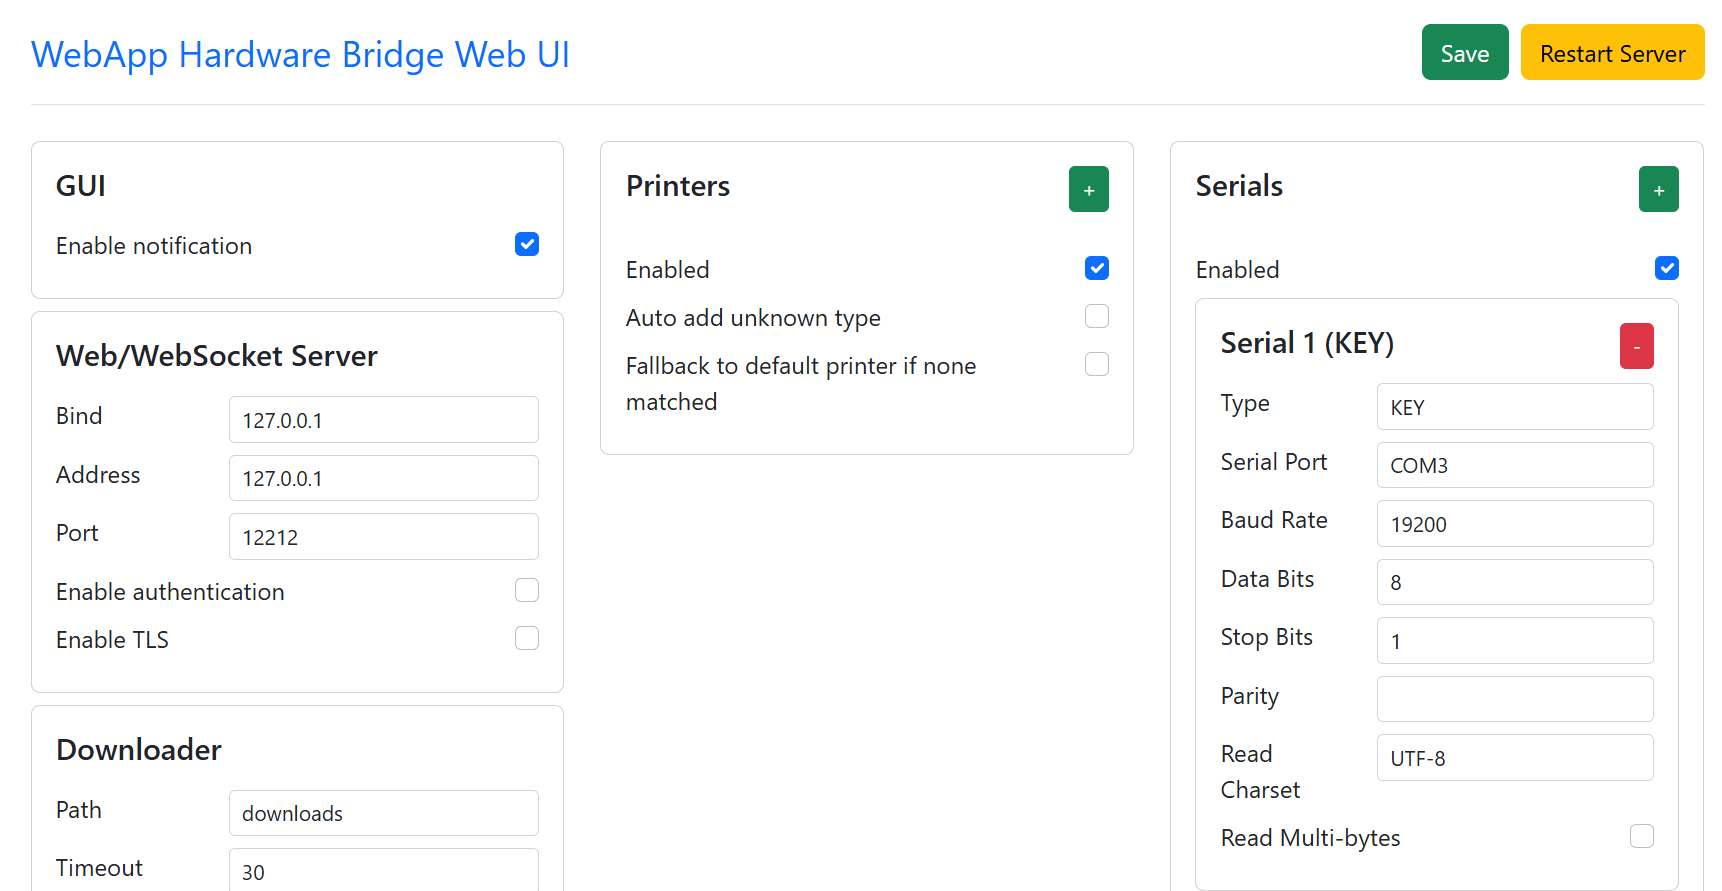 WebApp Hardware Bridge Web UI
Save
Restart Server
GUI
Enable notification
Web/WebSocket Server
Bind
127.0.0.1
Address
127.0.0.1
Port
12212
Enable authentication
Enable TLS
Downloader
Path
downloads
Timeout
30
Printers
+
Enabled
Auto add unknown type
Fallback to default printer if none
matched
Serials
+
Enabled
Serial 1 (KEY)
-
Type
KEY
Serial Port
COM3
Baud Rate
19200
Data Bits
8
Stop Bits
1
Parity
Read
Charset
UTF-8
Read Multi-bytes